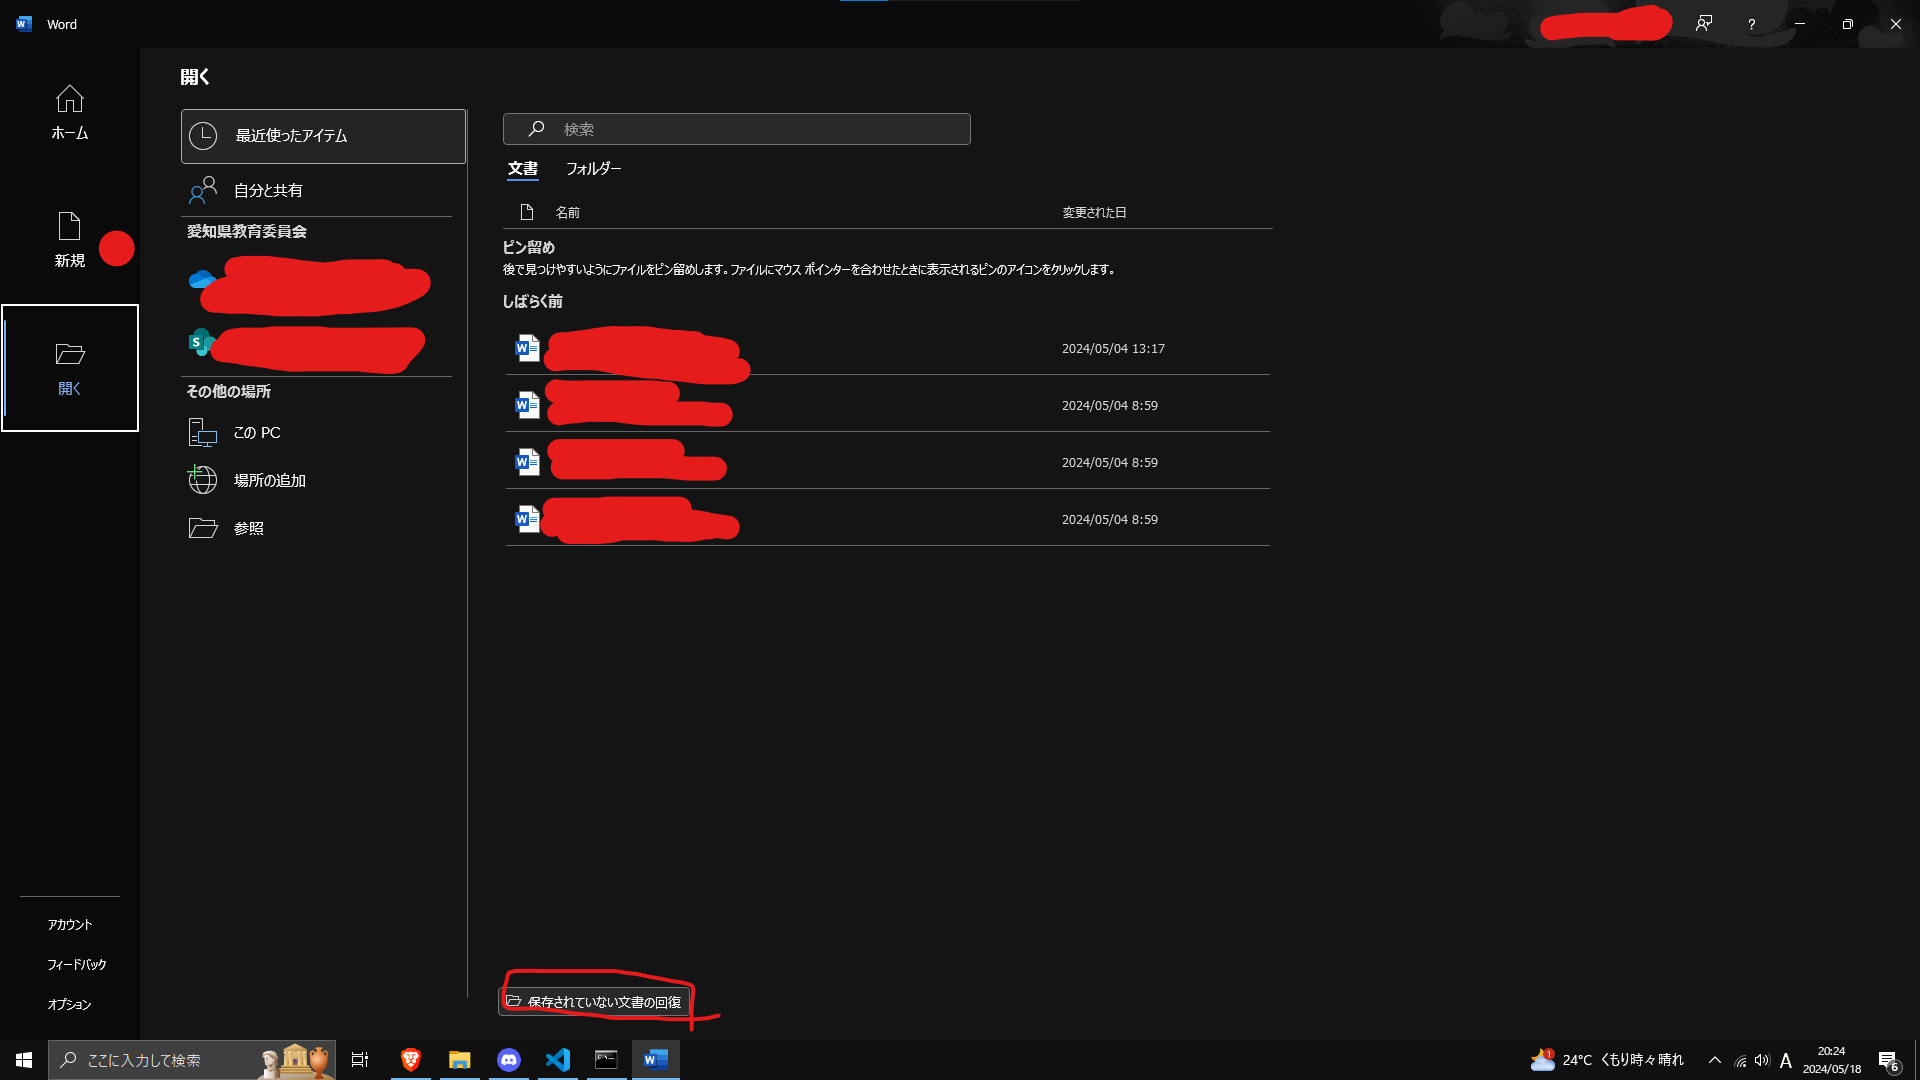 Word
?
開く
ホーム
新規
開く
最近使ったアイテム
自分と共有
愛知県教育委員会
S
その他の場所
この PC
場所の追加
参照
検索
文書 フォルダー
名前 変更された日
ピン留め
後で見つけやすいようにファイルをピン留めします。ファイルにマウス ポインターを合わせたときに表示されるピンのアイコンをクリックします。
しばらく前
2024/05/04 13:17
2024/05/04 8:59
2024/05/04 8:59
2024/05/04 8:59
アカウント
フィードバック
オプション
保存されていない文書の回復
ここに入力して検索
1 24°C くもり時々晴れ A 20:24
2024/05/18
6